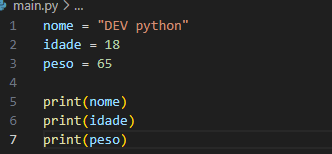 main.py > ...
1 nome = "DEV python"
2 idade = 18
3 peso = 65
4
5 print(nome)
6 print(idade)
7 print(peso)